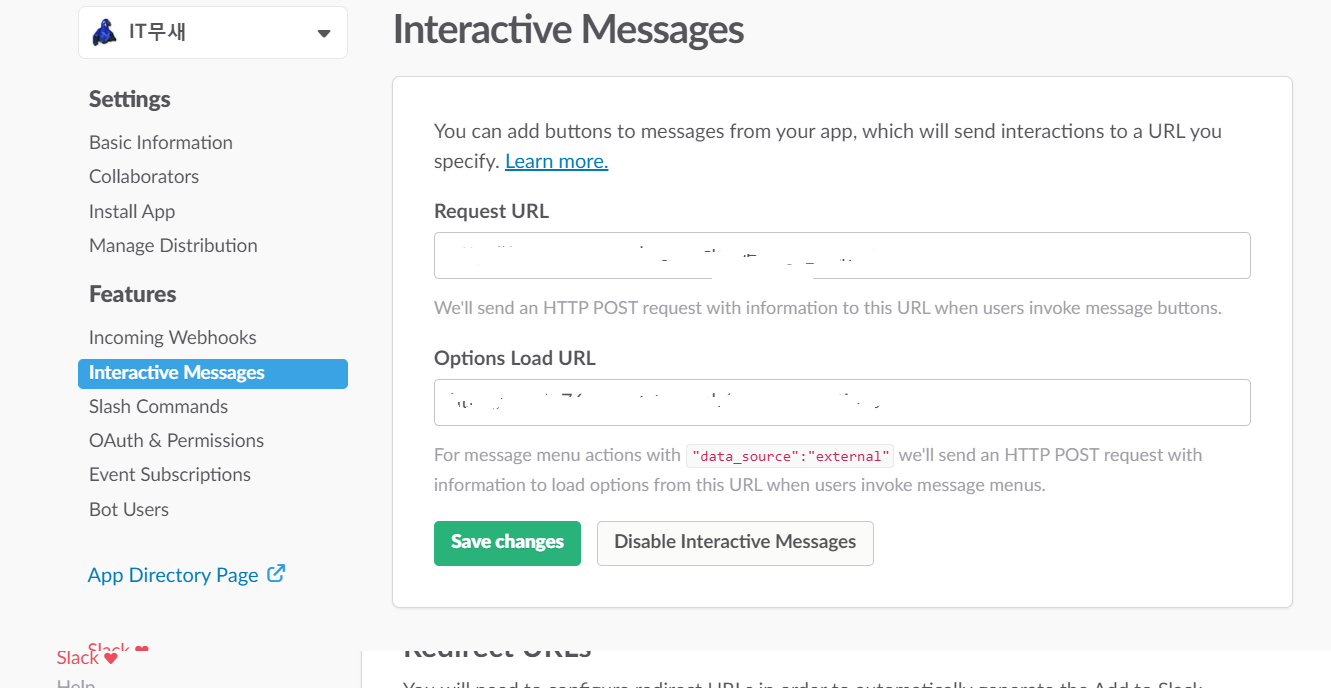 IT무새
Interactive Messages
Settings
Basic Information
Collaborators
Install App
Manage Distribution
Features
Incoming Webhooks
Interactive Messages
Slash Commands
OAuth & Permissions
Event Subscriptions
Bot Users
App Directory Page
Slack ♥
Slack ♥
Help
You can add buttons to messages from your app, which will send interactions to a URL you
specify. Learn more.
Request URL
We'll send an HTTP POST request with information to this URL when users invoke message buttons.
Options Load URL
For message menu actions with "data_source":"external" we'll send an HTTP POST request with
information to load options from this URL when users invoke message menus.
Save changes
Disable Interactive Messages
Redirect URLs
You will need to configure redirect URLs in order to automatically generate the Add to Slack